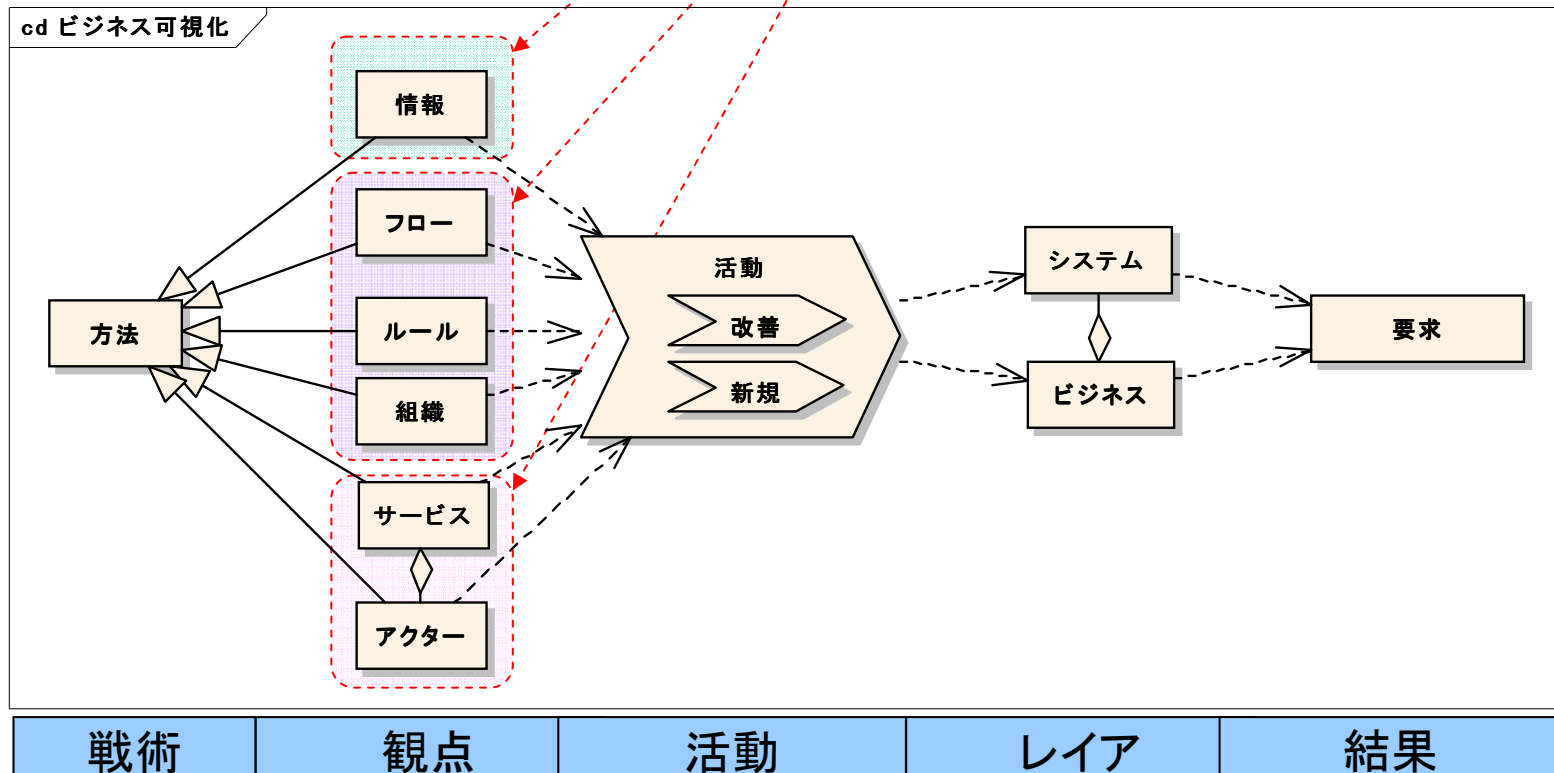 cd ビジネス可視化
情報
フロー
ルール
組織
サービス
アクター
方法
活動
改善
新規
システム
ビジネス
要求
戦術
観点
活動
レイア
結果